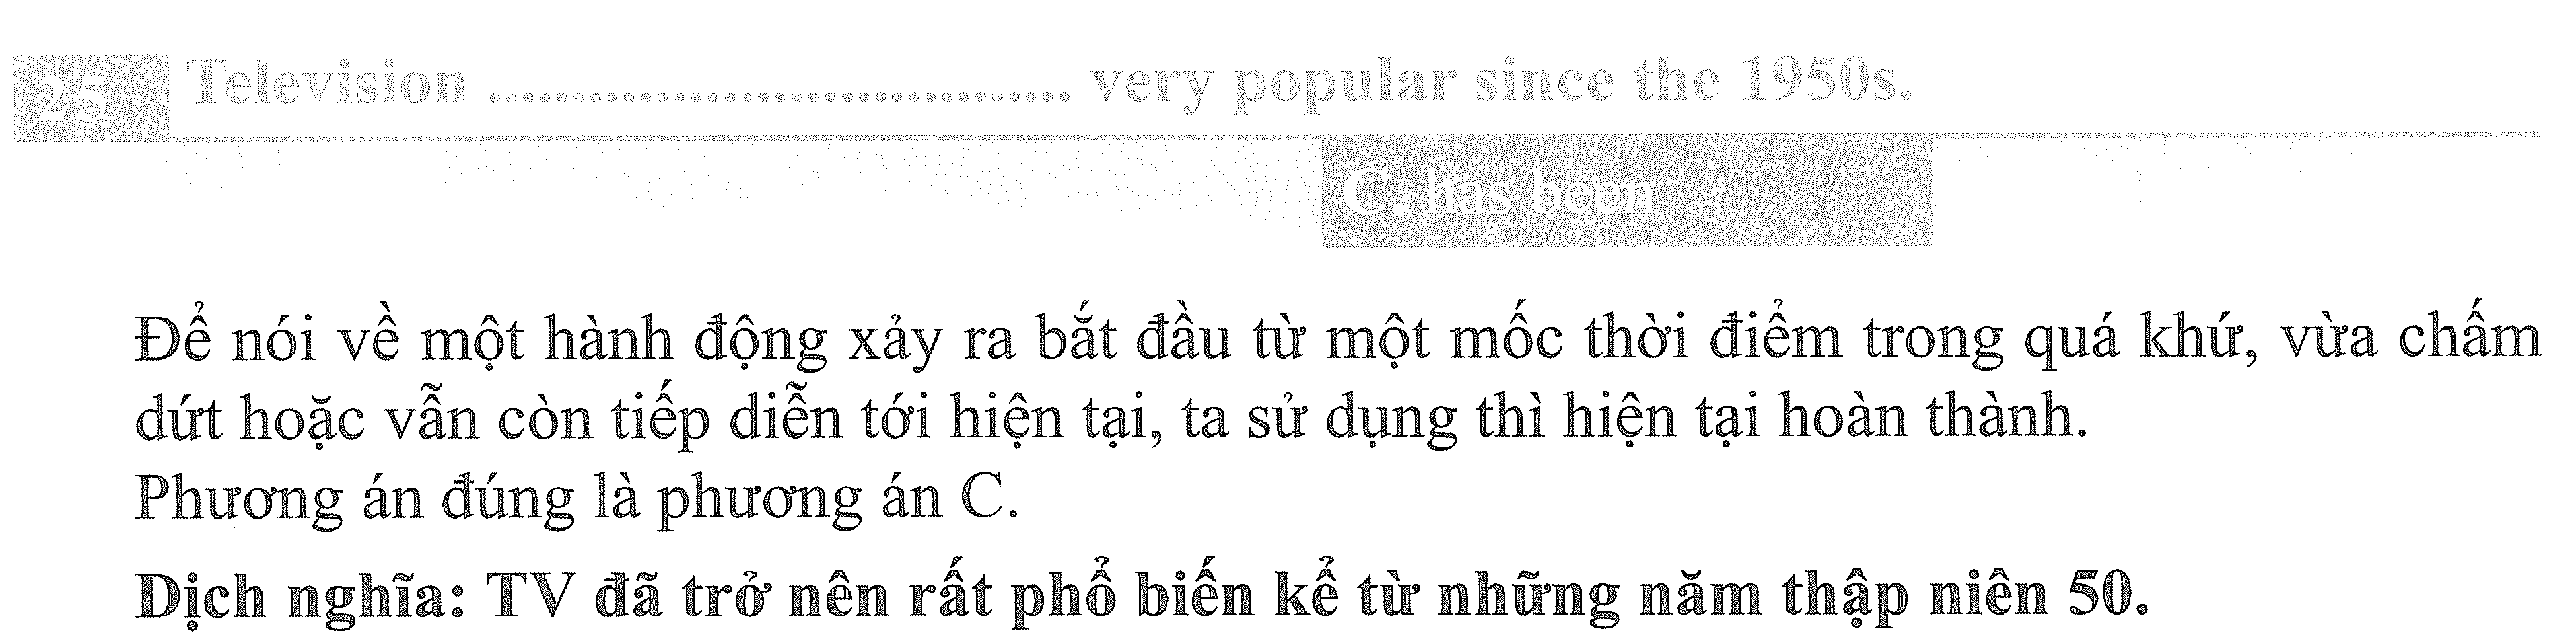 25 Television ................................... very popular since the 1950s.
C. has been
Để nói về một hành động xảy ra bắt đầu từ một mốc thời điểm trong quá khứ, vừa chấm
dứt hoặc vẫn còn tiếp diễn tới hiện tại, ta sử dụng thì hiện tại hoàn thành.
Phương án đúng là phương án C.
Dịch nghĩa: TV đã trở nên rất phổ biến kể từ những năm thập niên 50.